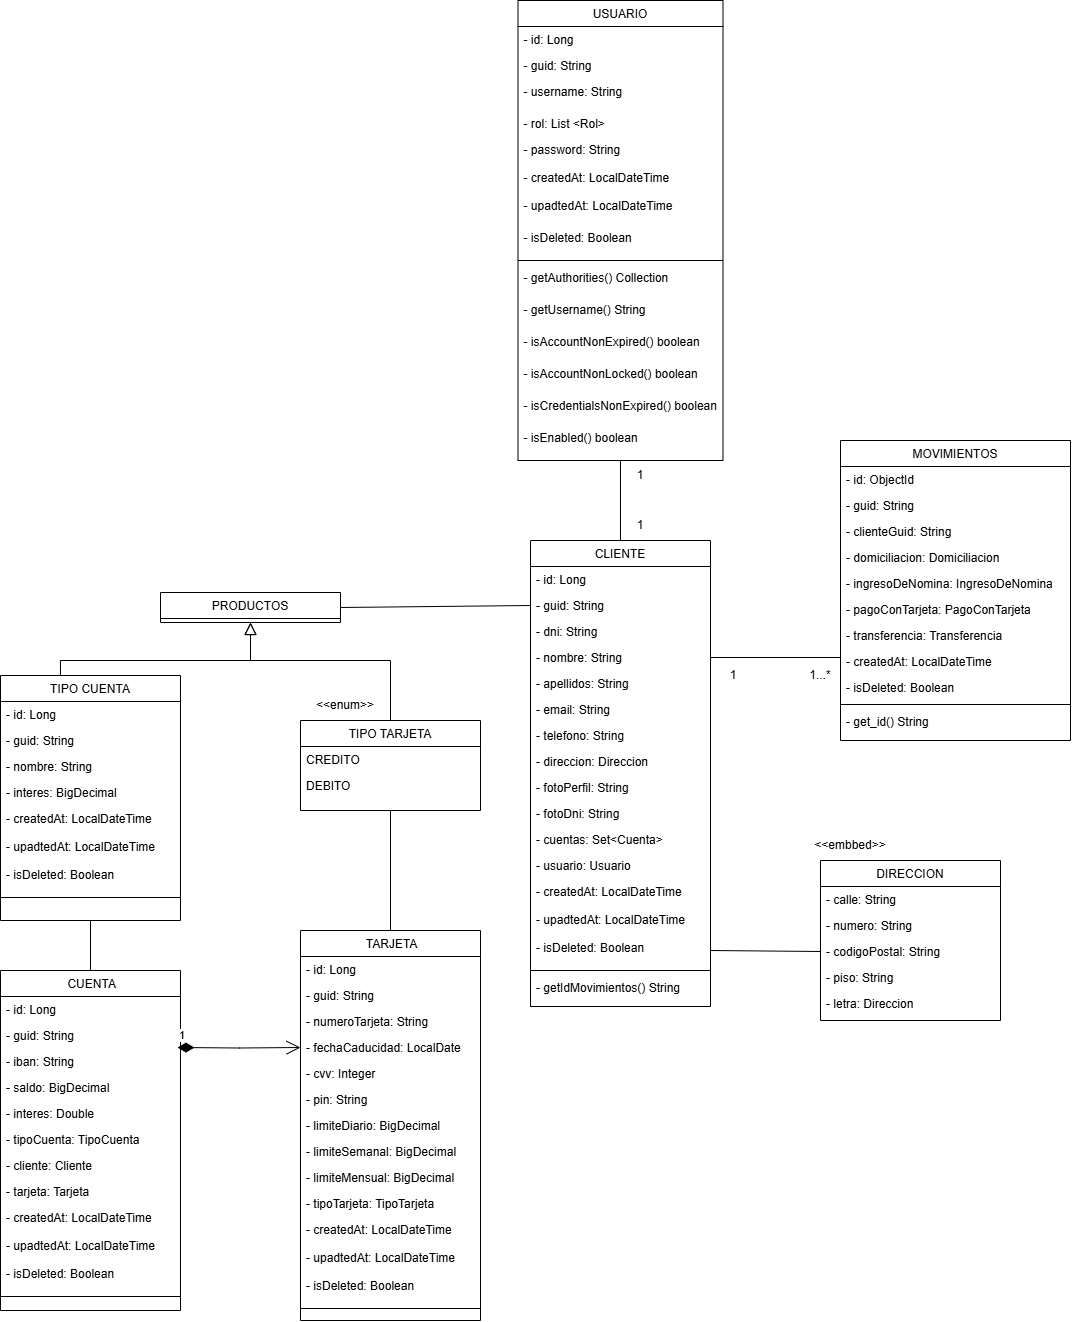 USUARIO
- id: Long
- guid: String
- username: String
- rol: List <Rol>
- password: String
- createdAt: LocalDateTime
- upadtedAt: LocalDateTime
- isDeleted: Boolean
- getAuthorities() Collection
- getUsername() String
- isAccountNonExpired() boolean
- isAccountNonLocked() boolean
- isCredentialsNonExpired() boolean
- isEnabled() boolean
1
1
MOVIMIENTOS
- id: ObjectId
- guid: String
- clienteGuid: String
- domiciliacion: Domiciliacion
- ingresoDeNomina: IngresoDeNomina
- pagoConTarjeta: PagoConTarjeta
- transferencia: Transferencia
- createdAt: LocalDateTime
- isDeleted: Boolean
- get_id() String
CLIENTE
- id: Long
- guid: String
- dni: String
- nombre: String
- apellidos: String
- email: String
- telefono: String
- direccion: Direccion
- fotoPerfil: String
- fotoDni: String
- cuentas: Set<Cuenta>
- usuario: Usuario
- createdAt: LocalDateTime
- upadtedAt: LocalDateTime
- isDeleted: Boolean
- getIdMovimientos() String
1
1...*
PRODUCTOS
TIPO CUENTA
- id: Long
- guid: String
- nombre: String
- interes: BigDecimal
- createdAt: LocalDateTime
- upadtedAt: LocalDateTime
- isDeleted: Boolean
<<enum>>
TIPO TARJETA
CREDITO
DEBITO
<<embbed>>
DIRECCION
- calle: String
- numero: String
- codigoPostal: String
- piso: String
- letra: Direccion
CUENTA
- id: Long
- guid: String
- iban: String
- saldo: BigDecimal
- interes: Double
- tipoCuenta: TipoCuenta
- cliente: Cliente
- tarjeta: Tarjeta
- createdAt: LocalDateTime
- upadtedAt: LocalDateTime
- isDeleted: Boolean
1
TARJETA
- id: Long
- guid: String
- numeroTarjeta: String
- fechaCaducidad: LocalDate
- cvv: Integer
- pin: String
- limiteDiario: BigDecimal
- limiteSemanal: BigDecimal
- limiteMensual: BigDecimal
- tipoTarjeta: TipoTarjeta
- createdAt: LocalDateTime
- upadtedAt: LocalDateTime
- isDeleted: Boolean